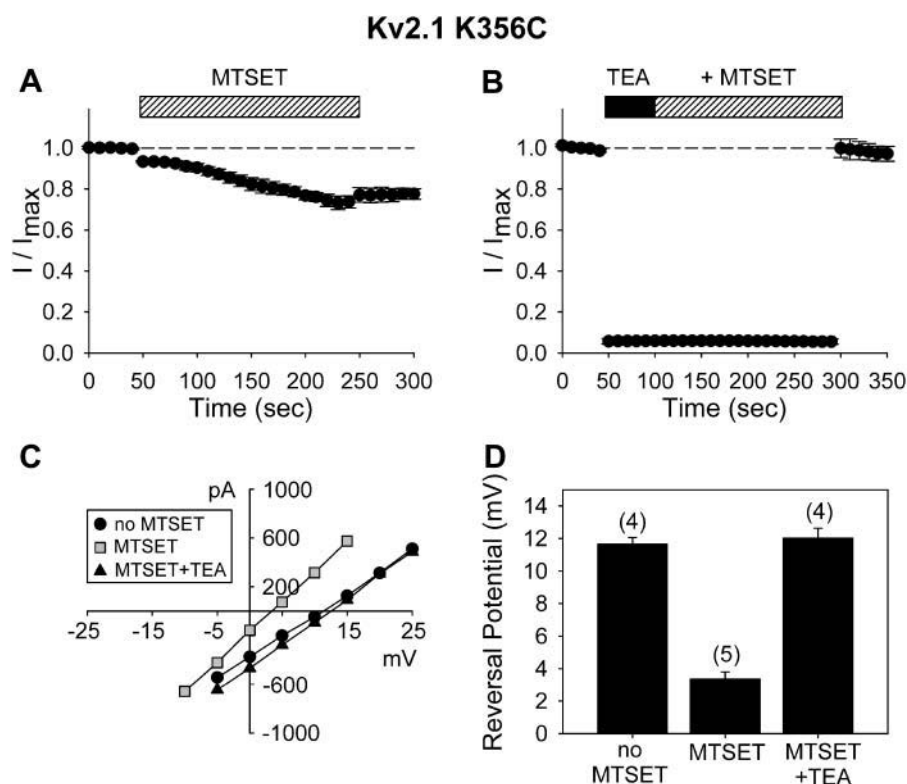 Kv2.1 K356C
A
MTSET
1.0
0.8
0.6
0.4
0.2
0.0
I / Imax
0 50 100 150 200 250 300
Time (sec)
B
TEA + MTSET
1.0
0.8
0.6
0.4
0.2
0.0
I / Imax
0 50 100 150 200 250 300 350
Time (sec)
C
pA
1000
600
200
-600
-1000
-25 -15 -5 15 25
mV
no MTSET
MTSET
MTSET+TEA
D
Reversal Potential (mV)
14
12
10
8
6
4
2
0
(4)
(5)
(4)
no MTSET
MTSET
MTSET +TEA